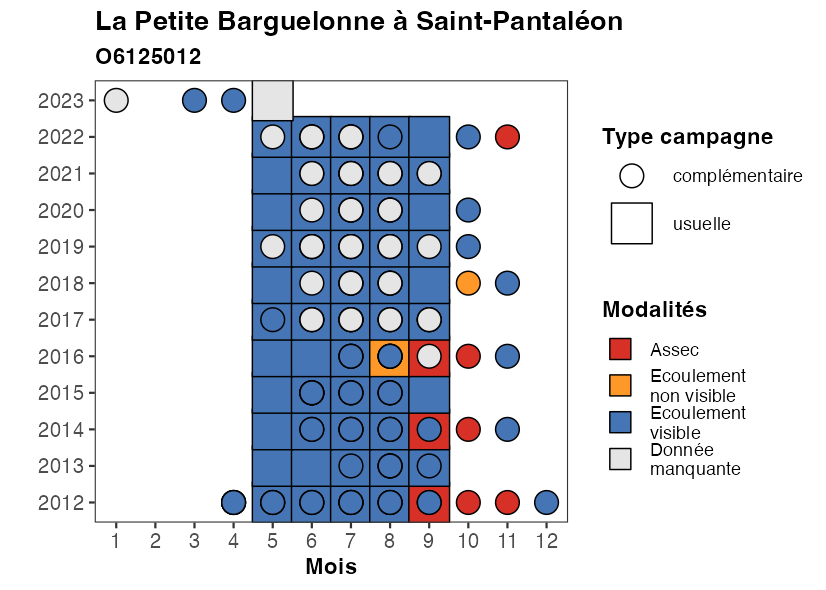 La Petite Barguelonne à Saint-Pantaléon
O6125012
2023
2022
2021
2020
2019
2018
2017
2016
2015
2014
2013
2012
1 2 3 4 5 6 7 8 9 10 11 12
Mois
Type campagne
complémentaire
usuelle
Modalités
Assec
Ecoulement
non visible
Ecoulement
visible
Donnée
manquante